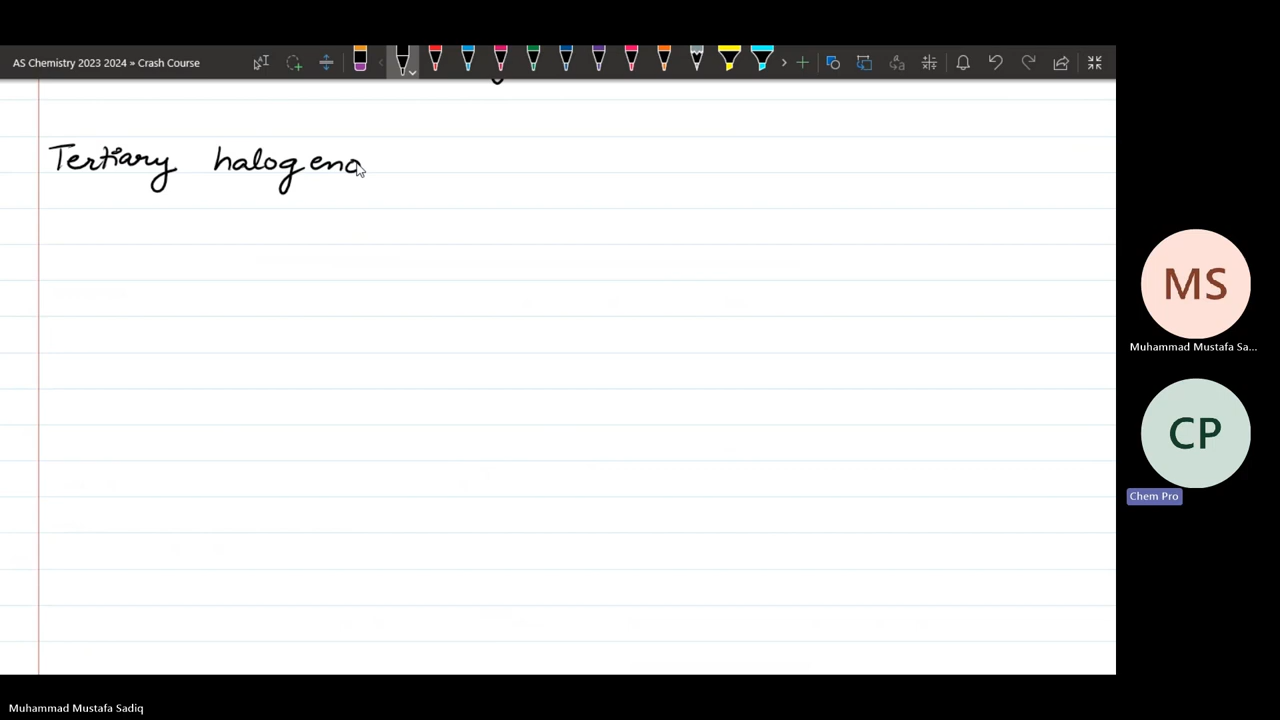 AS Chemistry 2023 2024 » Crash Course
Tertiary halogeno
MS
Muhammad Mustafa Sa...
CP
Chem Pro
Muhammad Mustafa Sadiq